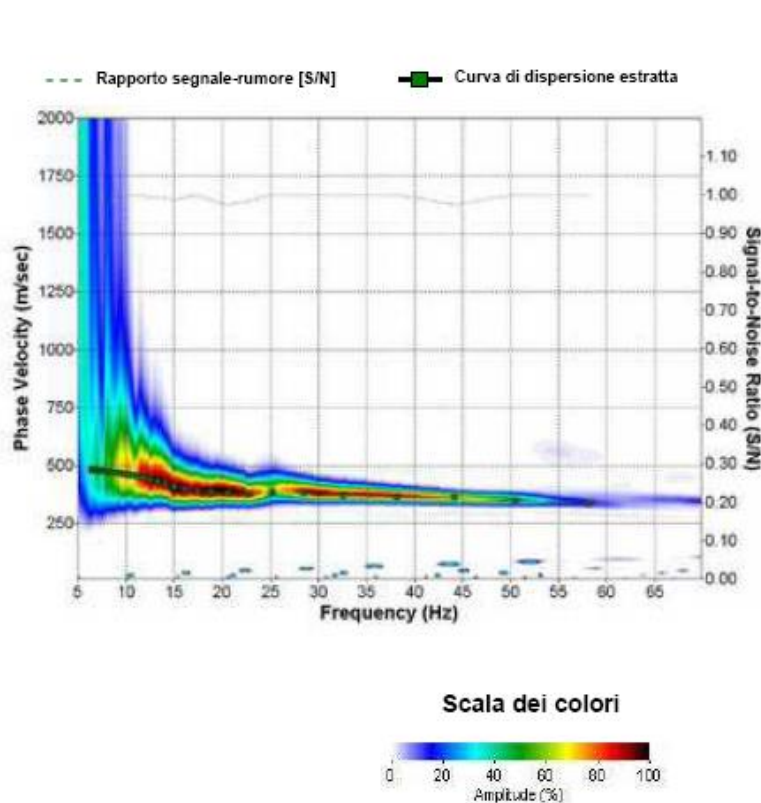 Rapporto segnale-rumore [S/N] Curva di dispersione estratta
2000
1750
1500
1250
1000
750
500
250
Phase Velocity (m/sec)
1.10
1.00
0.90
0.80
0.70
0.60
0.50
0.40
0.30
0.20
0.10
0.00
Signal-to-Noise Ratio (S/N)
5 10 15 20 25 30 35 40 45 50 55 60 65
Frequency (Hz)
Scala dei colori
0 20 40 60 80 100
Amplitude (%)